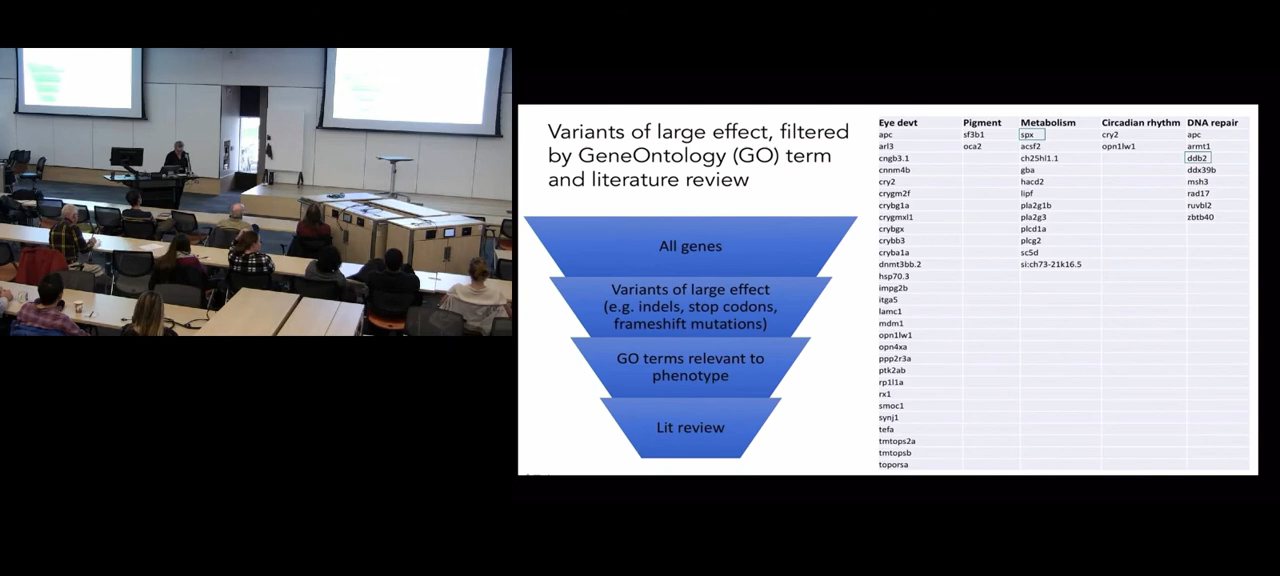 Variants of large effect, filtered
by GeneOntology (GO) term
and literature review
All genes
Variants of large effect
(e.g. indels, stop codons,
frameshift mutations)
GO terms relevant to
phenotype
Lit review
Eye devt Pigment Metabolism Circadian rhythm DNA repair
apc sf3b1 spx cry2 apc
arl3 oca2 acsf2 opn1lw1 armt1
cngb3.1 ch25hl1.1 ddb2
cnnm4b gba ddx39b
cry2 hacd2 msh3
crygm2f lipf rad17
crybg1a pla2g1b ruvbl2
crygmxl1 pla2g3 zbtb40
crybgx plcd1a
crybb3 plcg2
cryba1a sc5d
dnmt3bb.2 si:ch73-21k16.5
hsp70.3
impg2b
itga5
lamc1
mdm1
opn1lw1
opn4xa
ppp2r3a
ptk2ab
rp1l1a
rx1
smoc1
synj1
tefa
tmtops2a
tmtopsb
toporsa